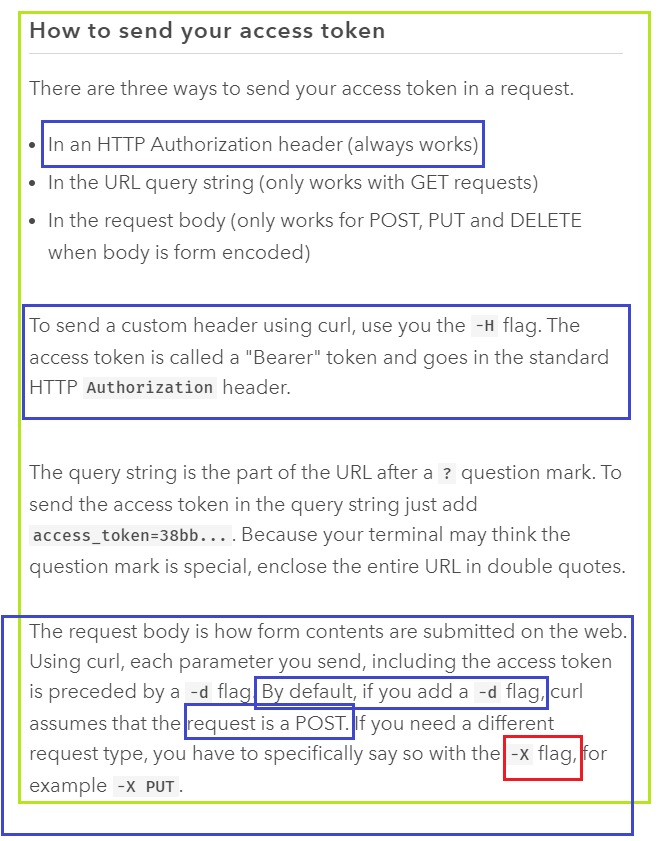 How to send your access token
There are three ways to send your access token in a request.
• In an HTTP Authorization header (always works)
• In the URL query string (only works with GET requests)
• In the request body (only works for POST, PUT and DELETE
when body is form encoded)
To send a custom header using curl, use you the -H flag. The
access token is called a "Bearer" token and goes in the standard
HTTP Authorization header.
The query string is the part of the URL after a ? question mark. To
send the access token in the query string just add
access_token=38bb.... Because your terminal may think the
question mark is special, enclose the entire URL in double quotes.
The request body is how form contents are submitted on the web.
Using curl, each parameter you send, including the access token
is preceded by a -d flag. By default, if you add a -d flag, curl
assumes that the request is a POST. If you need a different
request type, you have to specifically say so with the -X flag, for
example -X PUT.